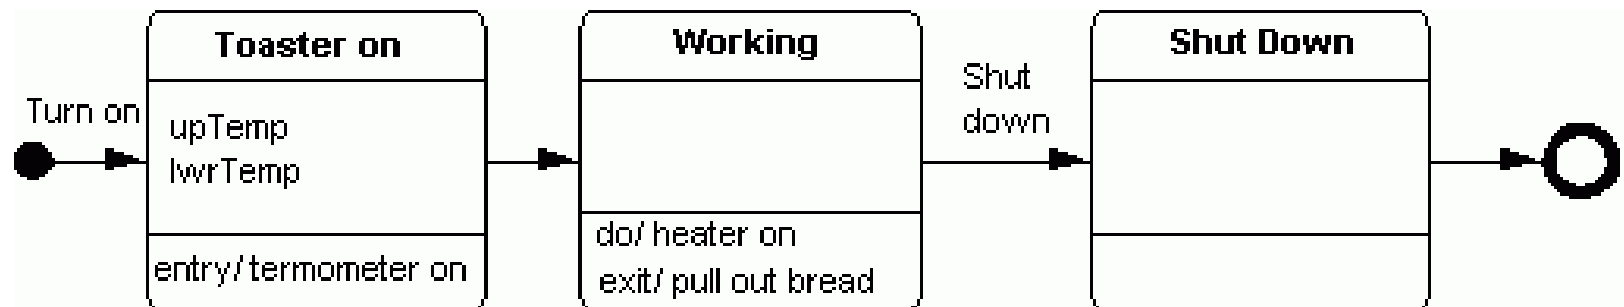 Turn on
Toaster on
upTemp
lwrTemp
entry/ termometer on
Working
do/ heater on
exit/ pull out bread
Shut
down
Shut Down